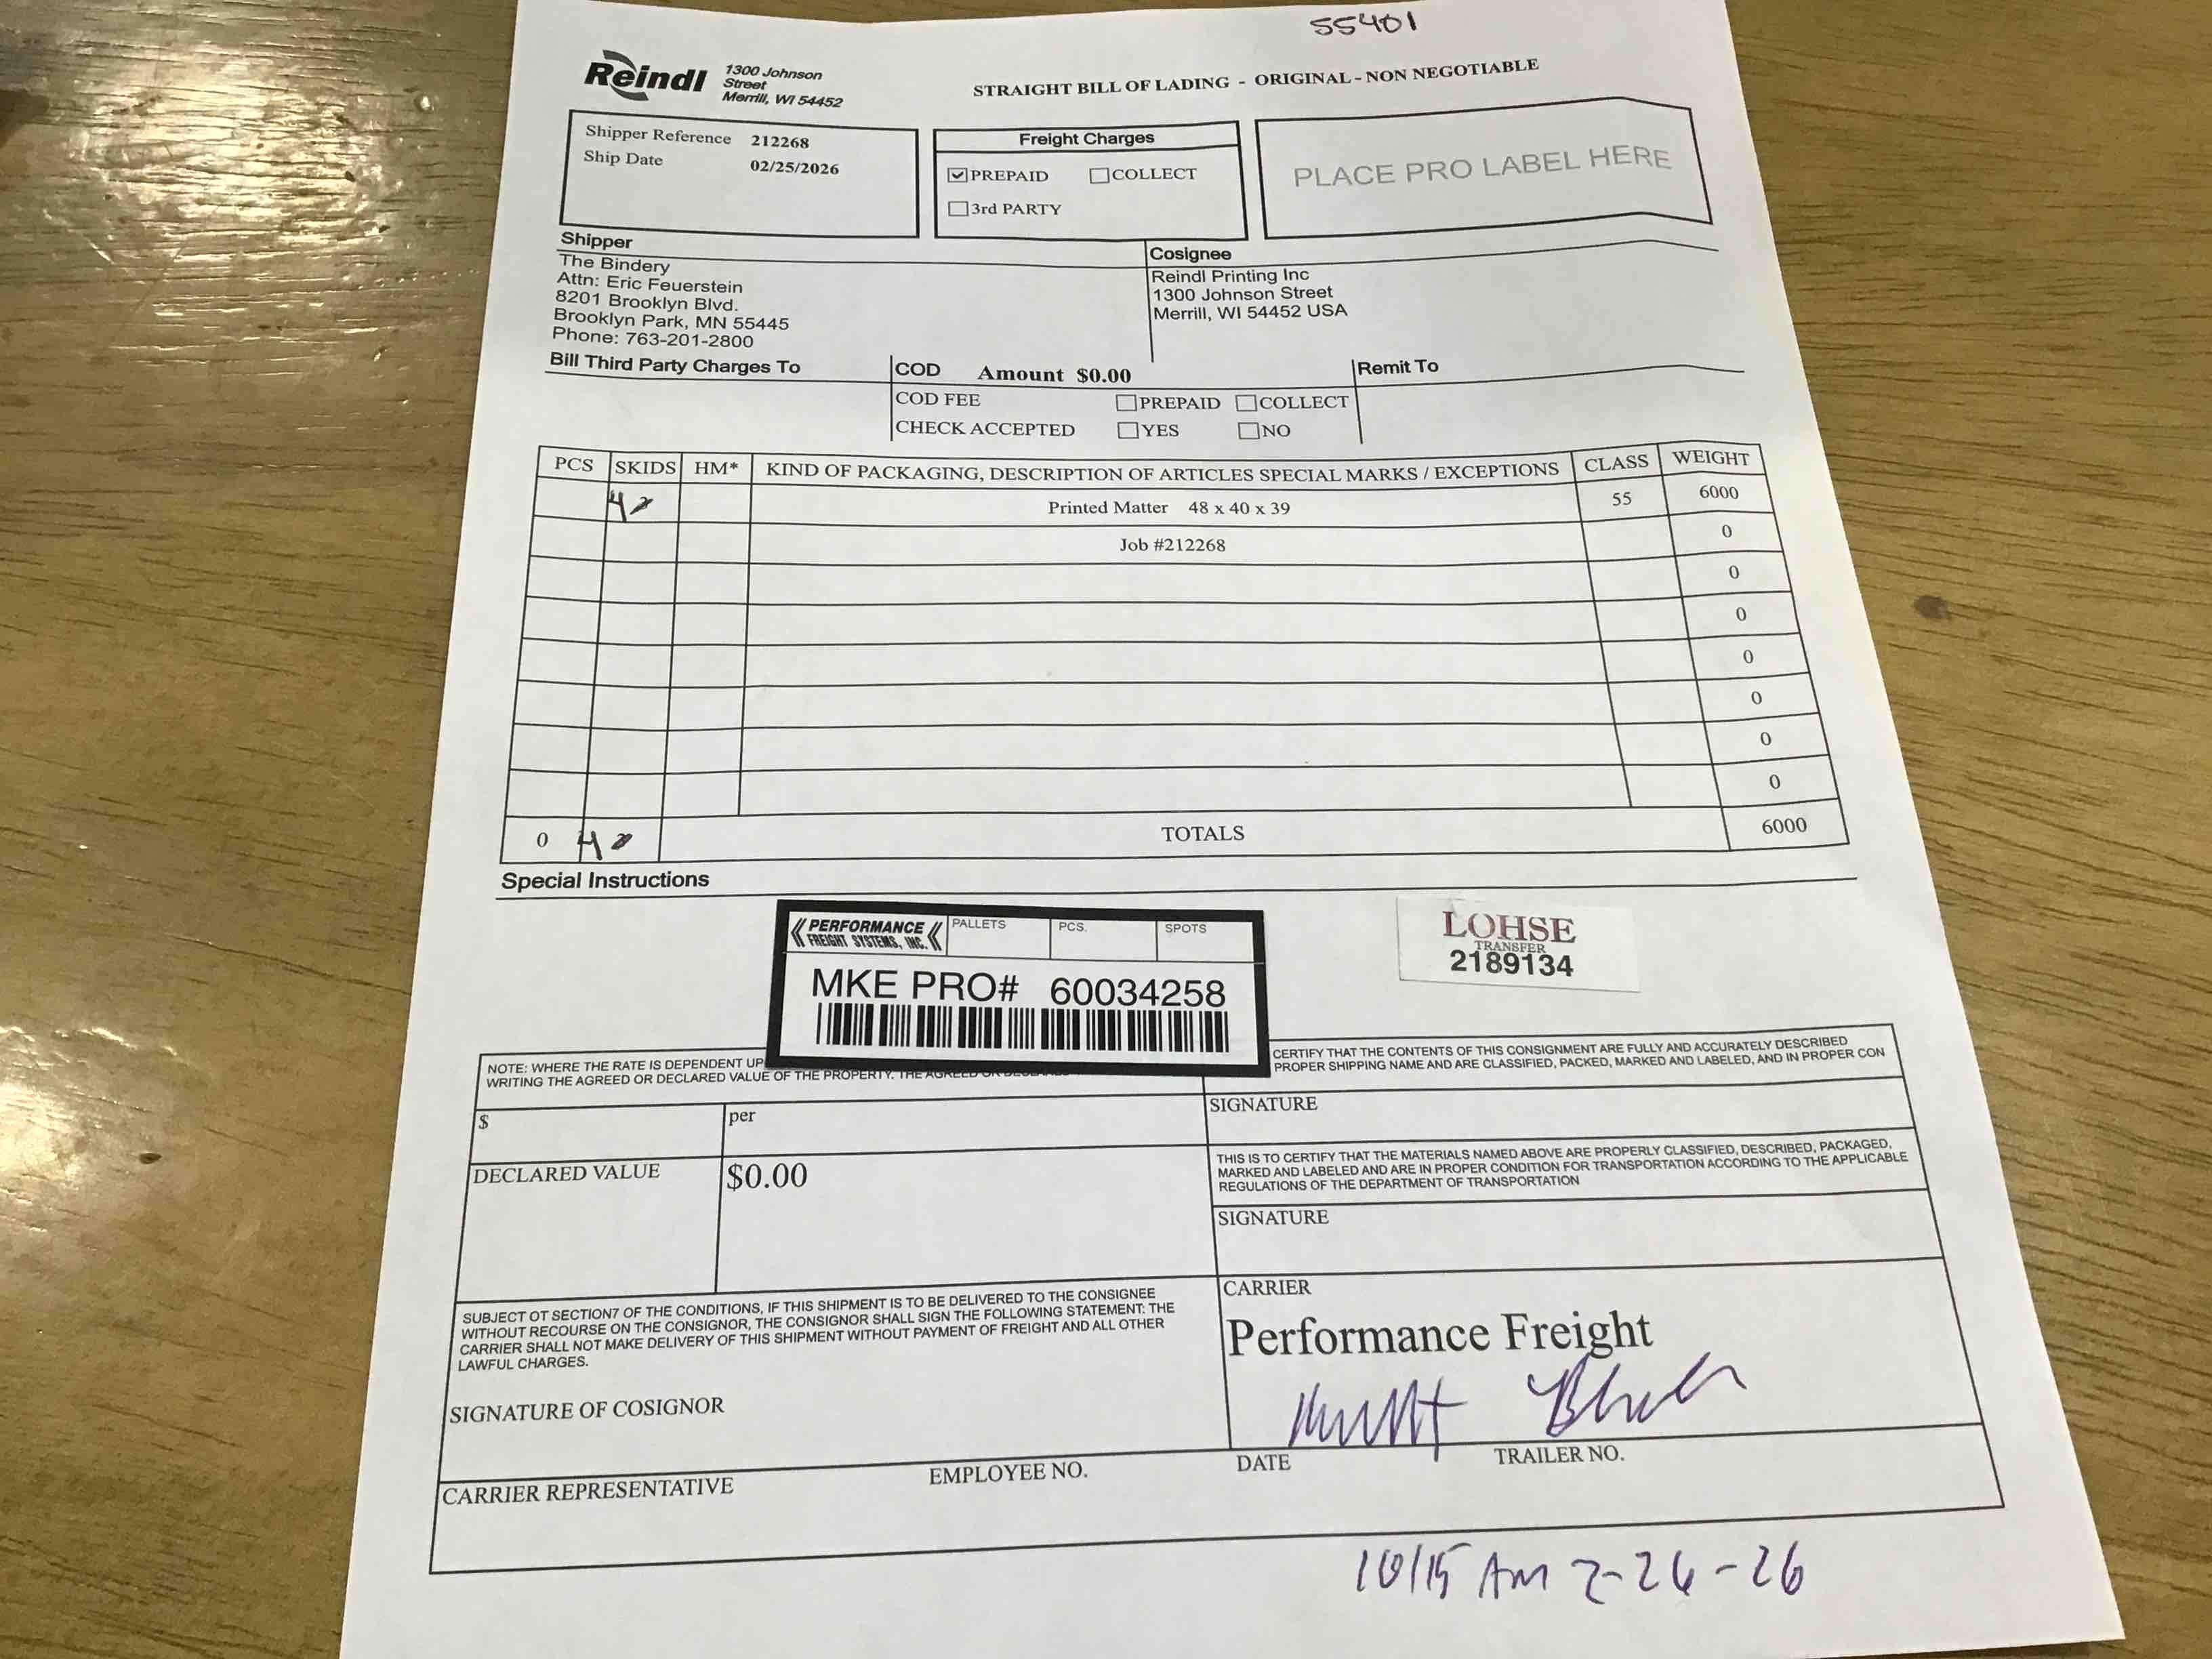 55401
Reindl 1300 Johnson
Street
Merrill, WI 54452
STRAIGHT BILL OF LADING - ORIGINAL - NON NEGOTIABLE
Shipper Reference 212268
Ship Date 02/25/2026
Freight Charges
PREPAID COLLECT
3rd PARTY
PLACE PRO LABEL HERE
Shipper
The Bindery
Attn: Eric Feuerstein
8201 Brooklyn Blvd.
Brooklyn Park, MN 55445
Phone: 763-201-2800
Cosignee
Reindl Printing Inc
1300 Johnson Street
Merrill, WI 54452 USA
Bill Third Party Charges To
COD Amount $0.00
COD FEE PREPAID COLLECT
CHECK ACCEPTED YES NO
Remit To
PCS SKIDS HM* KIND OF PACKAGING, DESCRIPTION OF ARTICLES SPECIAL MARKS / EXCEPTIONS CLASS WEIGHT
4 Printed Matter 48 x 40 x 39 55 6000
Job #212268 0
0
0
0
0
0
0
0 4 TOTALS 6000
Special Instructions
PERFORMANCE
FREIGHT SYSTEMS, INC.
PALLETS PCS. SPOTS
MKE PRO# 60034258
LOHSE
TRANSFER
2189134
NOTE: WHERE THE RATE IS DEPENDENT UP
WRITING THE AGREED OR DECLARED VALUE OF THE PROPERTY. THE AGREED OR
CERTIFY THAT THE CONTENTS OF THIS CONSIGNMENT ARE FULLY AND ACCURATELY DESCRIBED
PROPER SHIPPING NAME AND ARE CLASSIFIED, PACKED, MARKED AND LABELED, AND IN PROPER CON
$ per
SIGNATURE
DECLARED VALUE $0.00
THIS IS TO CERTIFY THAT THE MATERIALS NAMED ABOVE ARE PROPERLY CLASSIFIED, DESCRIBED, PACKAGED,
MARKED AND LABELED AND ARE IN PROPER CONDITION FOR TRANSPORTATION ACCORDING TO THE APPLICABLE
REGULATIONS OF THE DEPARTMENT OF TRANSPORTATION
SIGNATURE
SUBJECT OT SECTION7 OF THE CONDITIONS, IF THIS SHIPMENT IS TO BE DELIVERED TO THE CONSIGNEE
WITHOUT RECOURSE ON THE CONSIGNOR, THE CONSIGNOR SHALL SIGN THE FOLLOWING STATEMENT: THE
CARRIER SHALL NOT MAKE DELIVERY OF THIS SHIPMENT WITHOUT PAYMENT OF FREIGHT AND ALL OTHER
LAWFUL CHARGES.
SIGNATURE OF COSIGNOR
CARRIER
Performance Freight
CARRIER REPRESENTATIVE EMPLOYEE NO. DATE TRAILER NO.
10/15 AM 2-26-26